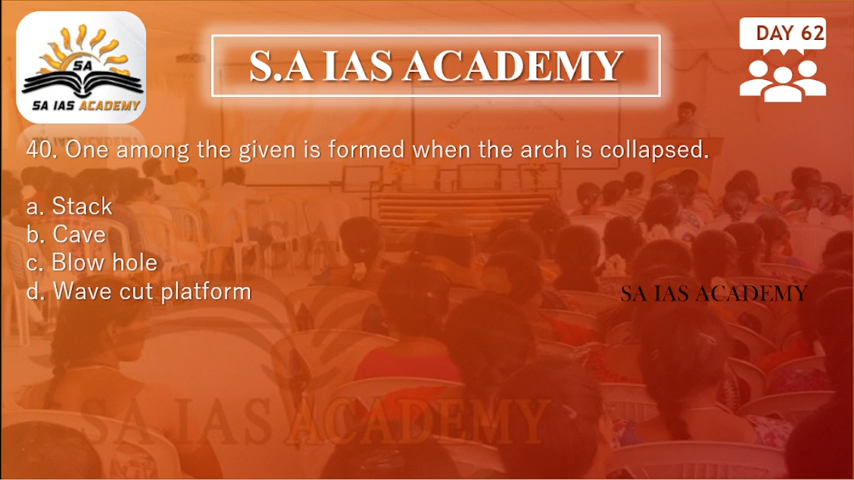 SA
SA IAS ACADEMY
S.A IAS ACADEMY
DAY 62
40. One among the given is formed when the arch is collapsed.
a. Stack
b. Cave
c. Blow hole
d. Wave cut platform
SA IAS ACADEMY
SA IAS ACADEMY